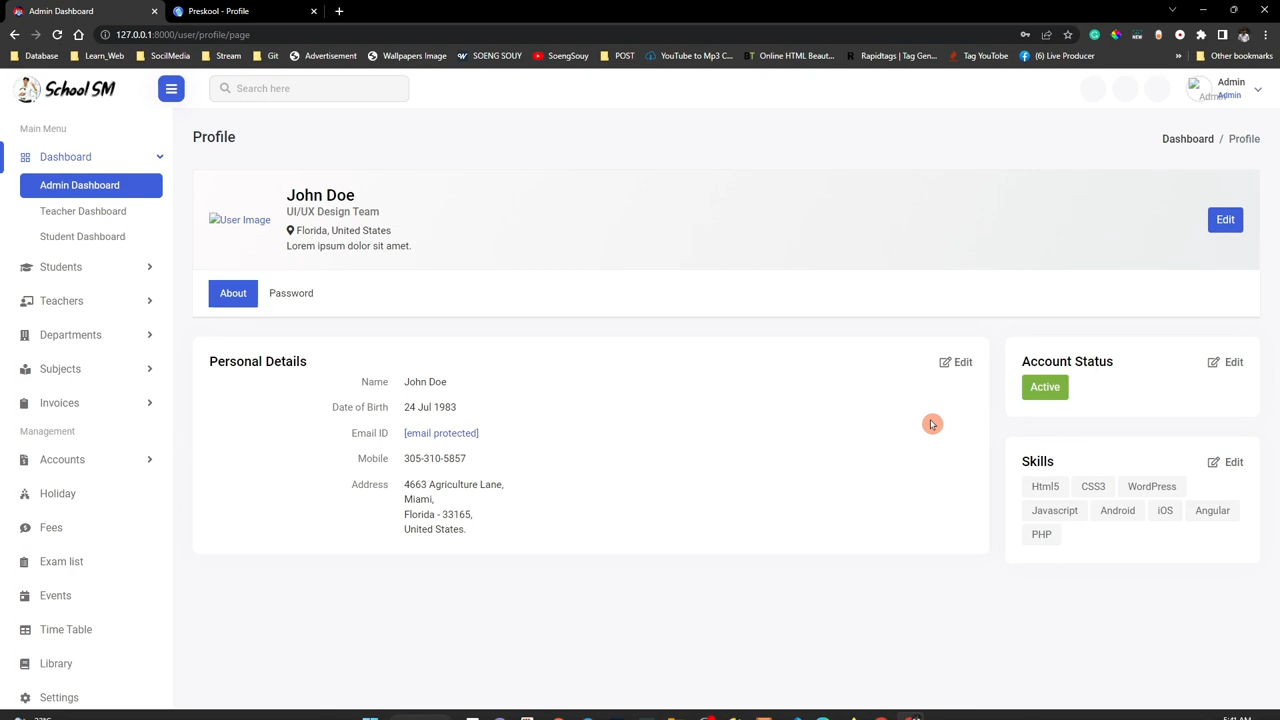 Admin Dashboard
Preskool - Profile
127.0.0.1:8000/user/profile/page
Database
Learn_Web
SocilMedia
Stream
Git
Advertisement
Wallpapers Image
SOENG SOUY
SoengSouy
POST
YouTube to Mp3 C...
Online HTML Beaut...
Rapidtags | Tag Gen...
Tag YouTube
(6) Live Producer
Other bookmarks
School SM
Search here
Admin
Admin
Admin
Main Menu
Dashboard
Admin Dashboard
Teacher Dashboard
Student Dashboard
Students
Teachers
Departments
Subjects
Invoices
Management
Accounts
Holiday
Fees
Exam list
Events
Time Table
Library
Settings
Profile
Dashboard / Profile
User Image
John Doe
UI/UX Design Team
Florida, United States
Lorem ipsum dolor sit amet.
Edit
About
Password
Personal Details
Edit
Name John Doe
Date of Birth 24 Jul 1983
Email ID [email protected]
Mobile 305-310-5857
Address 4663 Agriculture Lane,
Miami,
Florida - 33165,
United States.
Account Status
Edit
Active
Skills
Edit
Html5 CSS3 WordPress
Javascript Android iOS Angular
PHP